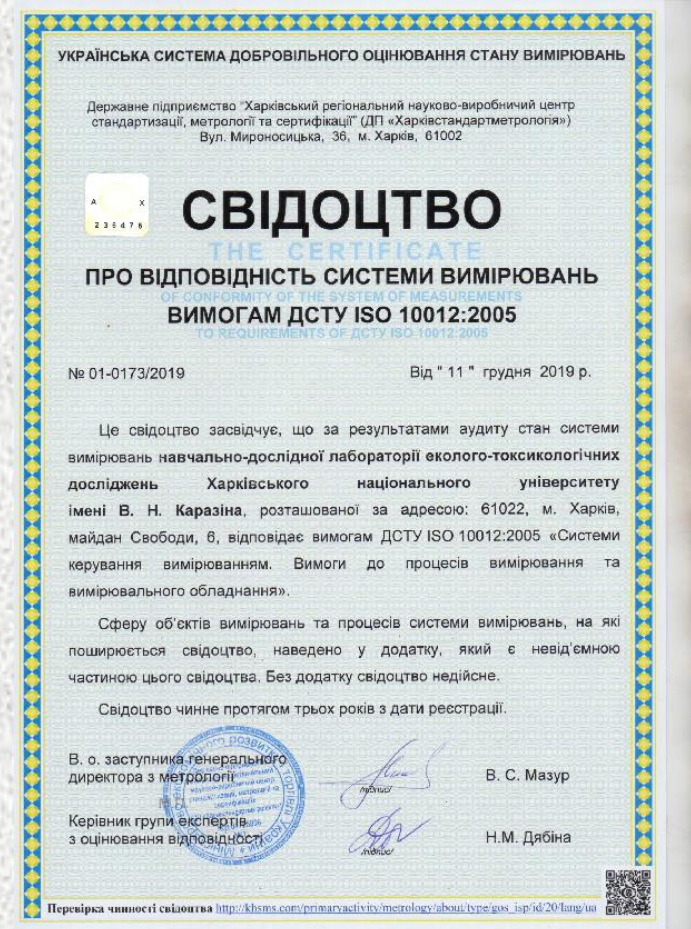 УКРАЇНСЬКА СИСТЕМА ДОБРОВІЛЬНОГО ОЦІНЮВАННЯ СТАНУ ВИМІРЮВАНЬ
Державне підприємство "Харківський регіональний науково-виробничий центр
стандартизації, метрології та сертифікації" (ДП «Харківстандартметрологія»)
Вул. Мироносицька, 36, м. Харків, 61002
А Х
236476
СВІДОЦТВО
THE CERTIFICATE
ПРО ВІДПОВІДНІСТЬ СИСТЕМИ ВИМІРЮВАНЬ
OF CONFORMITY OF THE SYSTEM OF MEASUREMENTS
ВИМОГАМ ДСТУ ISO 10012:2005
TO REQUIREMENTS OF ДСТУ ISO 10012:2005
№ 01-0173/2019 Від " 11 " грудня 2019 р.
Це свідоцтво засвідчує, що за результатами аудиту стан системи
вимірювань навчально-дослідної лабораторії еколого-токсикологічних
досліджень Харківського національного університету
імені В. Н. Каразіна, розташованої за адресою: 61022, м. Харків,
майдан Свободи, 6, відповідає вимогам ДСТУ ISO 10012:2005 «Системи
керування вимірюванням. Вимоги до процесів вимірювання та
вимірювального обладнання».
Сферу об'єктів вимірювань та процесів системи вимірювань, на які
поширюється свідоцтво, наведено у додатку, який є невід'ємною
частиною цього свідоцтва. Без додатку свідоцтво недійсне.
Свідоцтво чинне протягом трьох років з дати реєстрації.
В. о. заступника генерального
директора з метрології
підпис
В. С. Мазур
Керівник групи експертів
з оцінювання відповідності
підпис
Н.М. Дябіна
Перевірка чинності свідоцтва http://khsms.com/primaryactivity/metrology/about/type/gos_isp/id/20/lang/ua